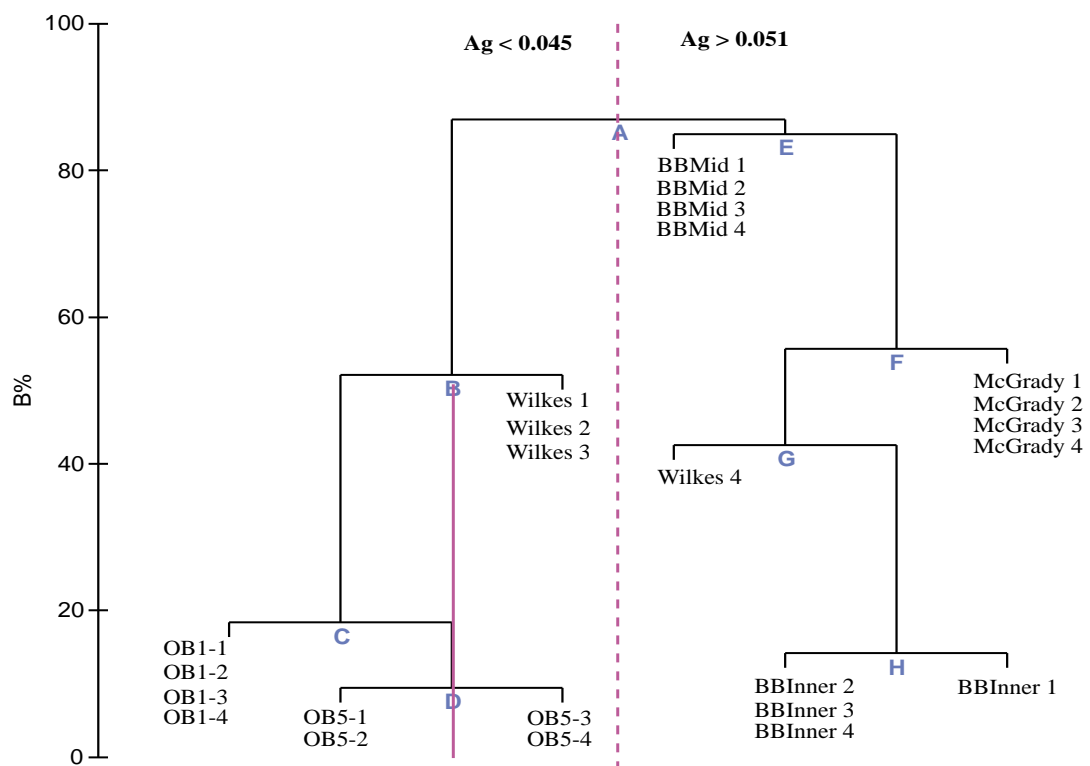 100
Ag < 0.045
Ag > 0.051
A
E
BBMid 1
BBMid 2
BBMid 3
BBMid 4
80
60
F
McGrady 1
McGrady 2
McGrady 3
McGrady 4
B%
B
Wilkes 1
Wilkes 2
Wilkes 3
40
G
Wilkes 4
20
C
OB1-1
OB1-2
OB1-3
OB1-4
D
OB5-1
OB5-2
OB5-3
OB5-4
H
BBInner 2
BBInner 3
BBInner 4
BBInner 1
0